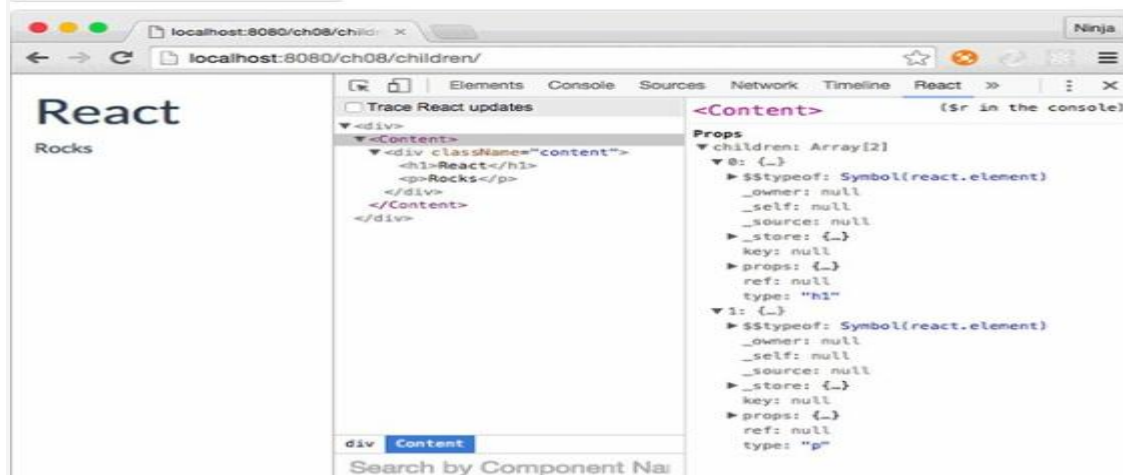 localhost:8080/ch08/child
Ninja
localhost:8080/ch08/children/
React
Rocks
Elements Console Sources Network Timeline React »
Trace React updates
<div>
<Content>
<div className="content">
<h1>React</h1>
<p>Rocks</p>
</div>
</Content>
</div>
div Content
Search by Component Na
<Content> ($r in the console)
Props
children: Array[2]
0: {…}
$$typeof: Symbol(react.element)
_owner: null
_self: null
_source: null
_store: {…}
key: null
props: {…}
ref: null
type: "h1"
1: {…}
$$typeof: Symbol(react.element)
_owner: null
_self: null
_source: null
_store: {…}
key: null
props: {…}
ref: null
type: "p"